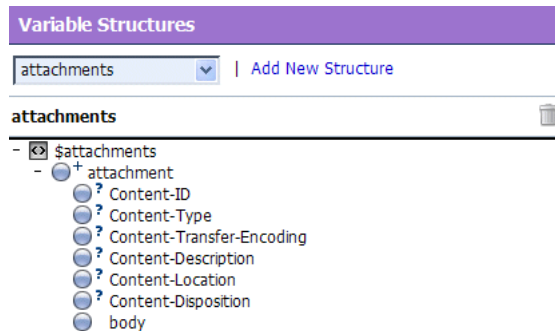 Variable Structures
attachments | Add New Structure
attachments
- <> $attachments
- + attachment
? Content-ID
? Content-Type
? Content-Transfer-Encoding
? Content-Description
? Content-Location
? Content-Disposition
body